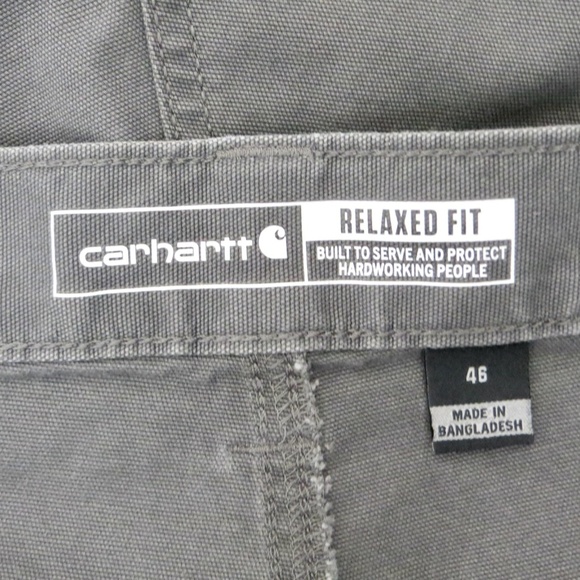 carhartt
RELAXED FIT
BUILT TO SERVE AND PROTECT
HARDWORKING PEOPLE
46
MADE IN
BANGLADESH